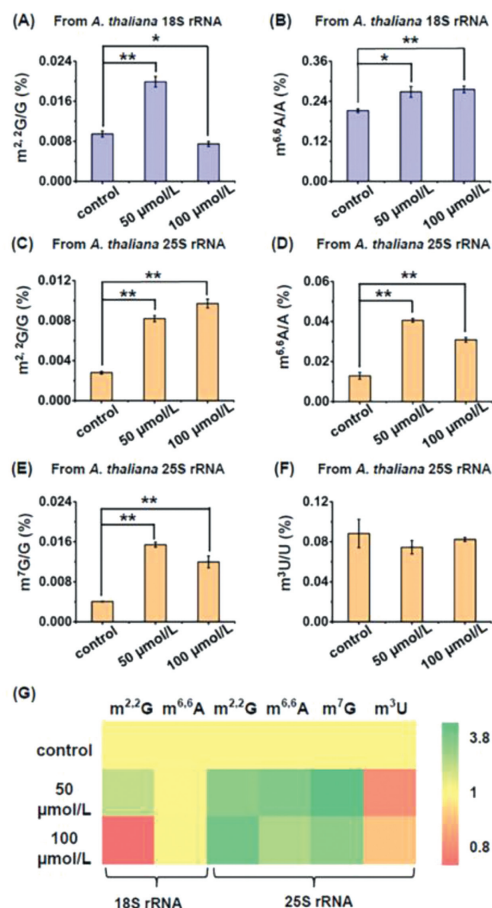 (A) From A. thaliana 18S rRNA
**
*
m2,2G/G (%)
0.024
0.016
0.008
0.000
control
50 µmol/L
100 µmol/L
(B) From A. thaliana 18S rRNA
**
*
m6,6A/A (%)
0.36
0.24
0.12
0.00
control
50 µmol/L
100 µmol/L
(C) From A. thaliana 25S rRNA
**
**
m2,2G/G (%)
0.012
0.008
0.004
0.000
control
50 µmol/L
100 µmol/L
(D) From A. thaliana 25S rRNA
**
**
m6,6A/A (%)
0.06
0.04
0.02
0.00
control
50 µmol/L
100 µmol/L
(E) From A. thaliana 25S rRNA
**
**
m7G/G (%)
0.024
0.016
0.008
0.000
control
50 µmol/L
100 µmol/L
(F) From A. thaliana 25S rRNA
m3U/U (%)
0.12
0.08
0.04
0.00
control
50 µmol/L
100 µmol/L
(G)
m2,2G m6,6A m2,2G m6,6A m7G m3U
control
50
µmol/L
100
µmol/L
18S rRNA 25S rRNA
3.8
1
0.8